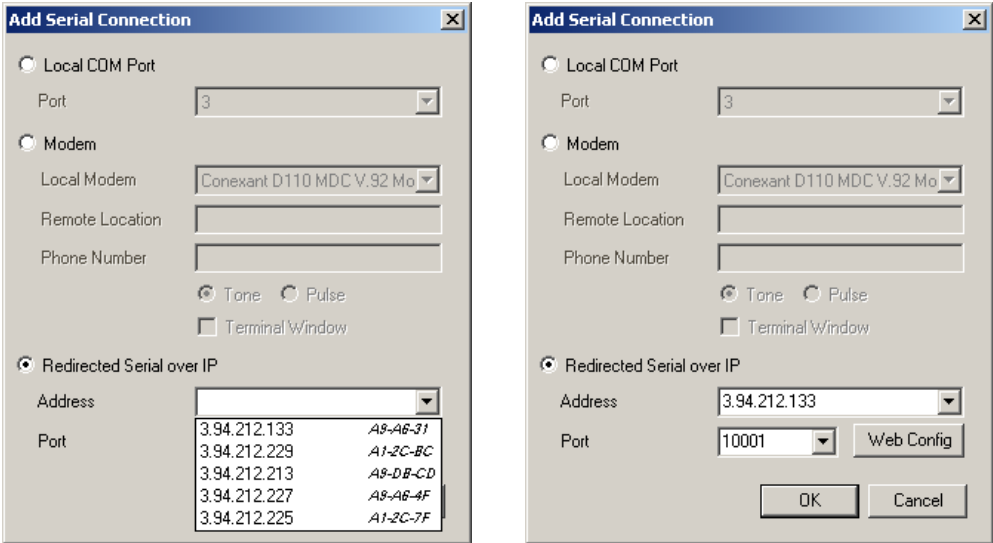 Add Serial Connection
Local COM Port
Port 3
Modem
Local Modem Conexant D110 MDC V.92 Mo
Remote Location
Phone Number
Tone Pulse
Terminal Window
Redirected Serial over IP
Address
Port
3.94.212.133 A9-A6-31
3.94.212.229 A1-2C-BC
3.94.212.213 A9-DB-CD
3.94.212.227 A9-A6-4F
3.94.212.225 A1-2C-7F
Add Serial Connection
Local COM Port
Port 3
Modem
Local Modem Conexant D110 MDC V.92 Mo
Remote Location
Phone Number
Tone Pulse
Terminal Window
Redirected Serial over IP
Address 3.94.212.133
Port 10001 Web Config
OK Cancel